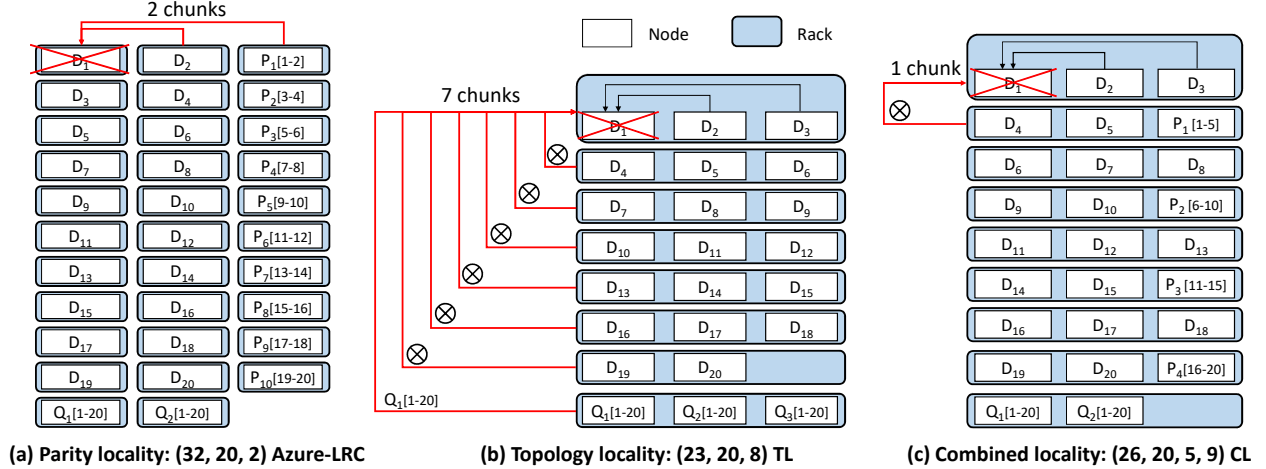 2 chunks
D1 D2 P1[1-2]
D3 D4 P2[3-4]
D5 D6 P3[5-6]
D7 D8 P4[7-8]
D9 D10 P5[9-10]
D11 D12 P6[11-12]
D13 D14 P7[13-14]
D15 D16 P8[15-16]
D17 D18 P9[17-18]
D19 D20 P10[19-20]
Q1[1-20] Q2[1-20]
(a) Parity locality: (32, 20, 2) Azure-LRC
Node Rack
7 chunks
D1 D2 D3
D4 D5 D6
D7 D8 D9
D10 D11 D12
D13 D14 D15
D16 D17 D18
D19 D20
Q1[1-20]
Q1[1-20] Q2[1-20] Q3[1-20]
(b) Topology locality: (23, 20, 8) TL
1 chunk
D1 D2 D3
D4 D5 P1 [1-5]
D6 D7 D8
D9 D10 P2 [6-10]
D11 D12 D13
D14 D15 P3 [11-15]
D16 D17 D18
D19 D20 P4[16-20]
Q1[1-20] Q2[1-20]
(c) Combined locality: (26, 20, 5, 9) CL